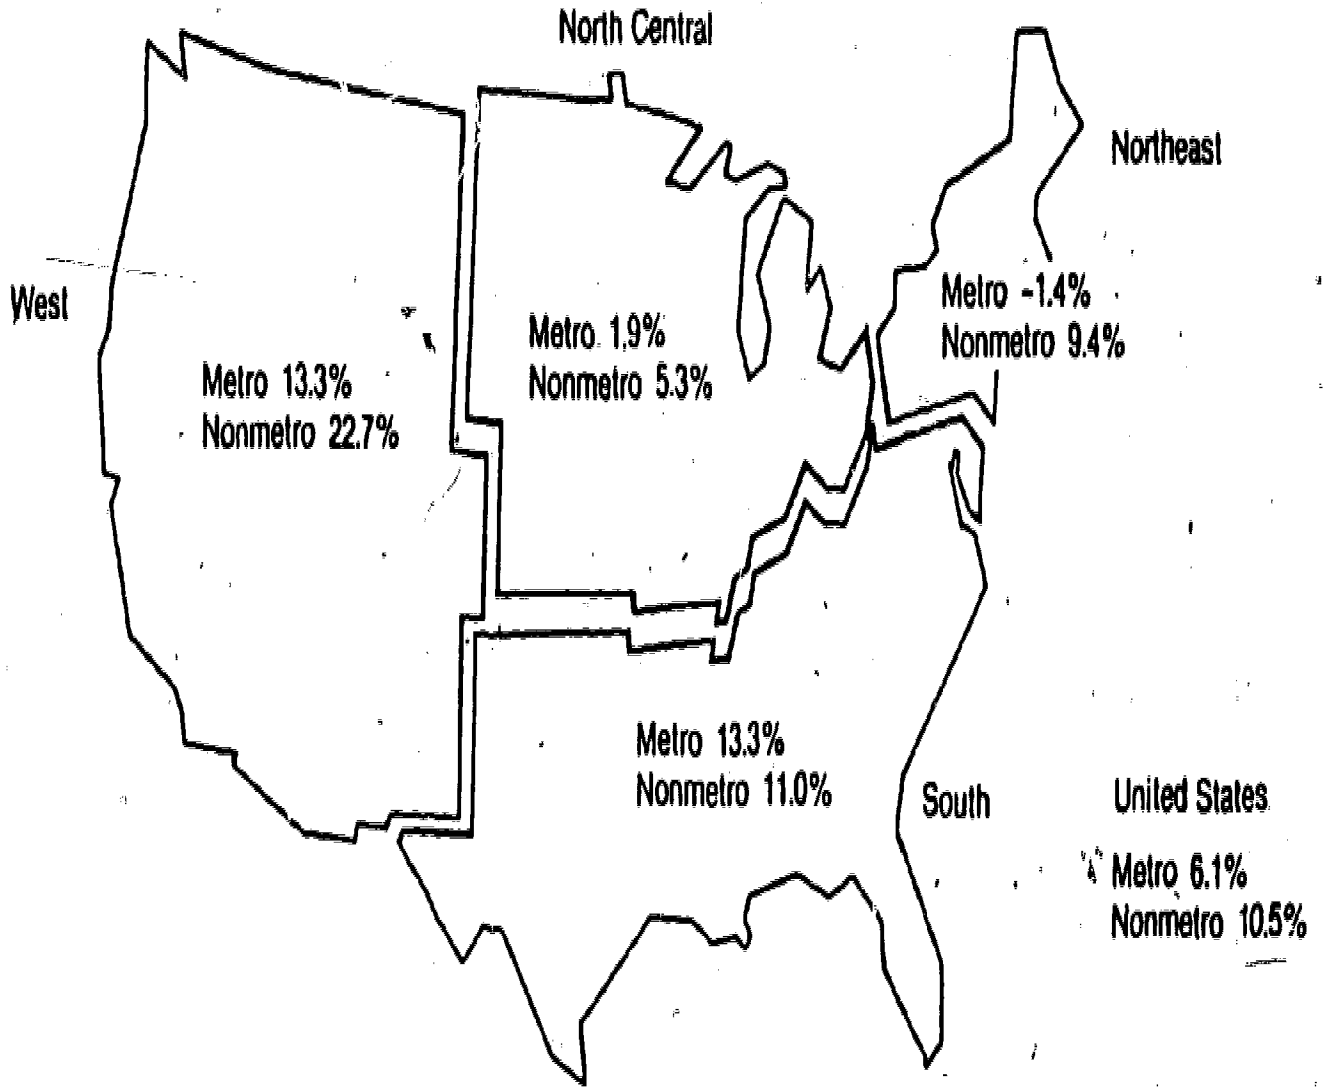 North Central
Northeast
West
Metro -1.4%
Nonmetro 9.4%
Metro 1.9%
Nonmetro 5.3%
Metro 13.3%
Nonmetro 22.7%
Metro 13.3%
Nonmetro 11.0%
South
United States
Metro 6.1%
Nonmetro 10.5%